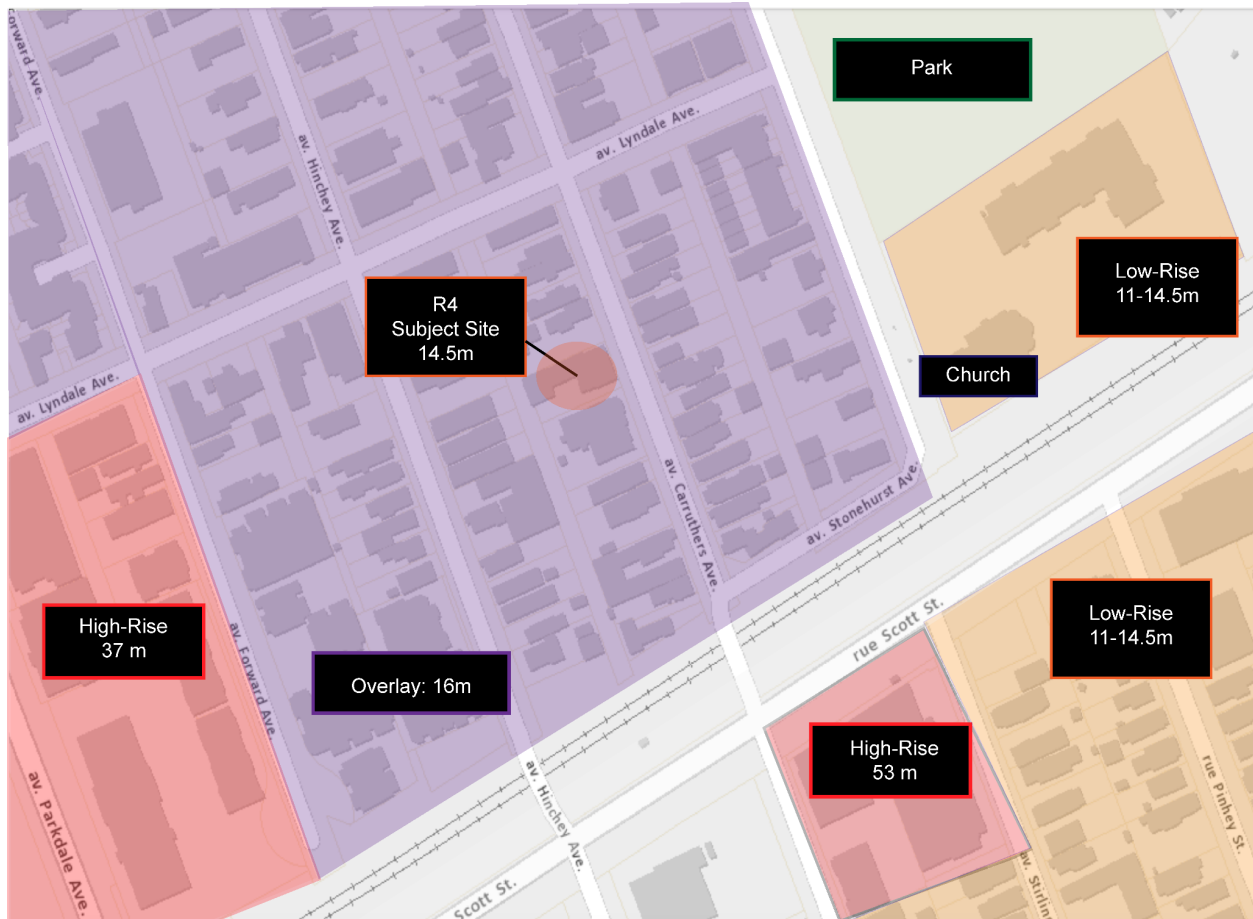 Forward Ave.
Park
av. Hinchey Ave.
av. Lyndale Ave.
Low-Rise
11-14.5m
R4
Subject Site
14.5m
Church
av. Lyndale Ave.
av. Carruthers Ave.
av. Stonehurst Ave.
High-Rise
37 m
av. Forward Ave.
Overlay: 16m
rue Scott St.
Low-Rise
11-14.5m
High-Rise
53 m
av. Parkdale Ave.
av. Hinchey Ave.
rue Pinhey St.
Scott St.
av. Stirlin